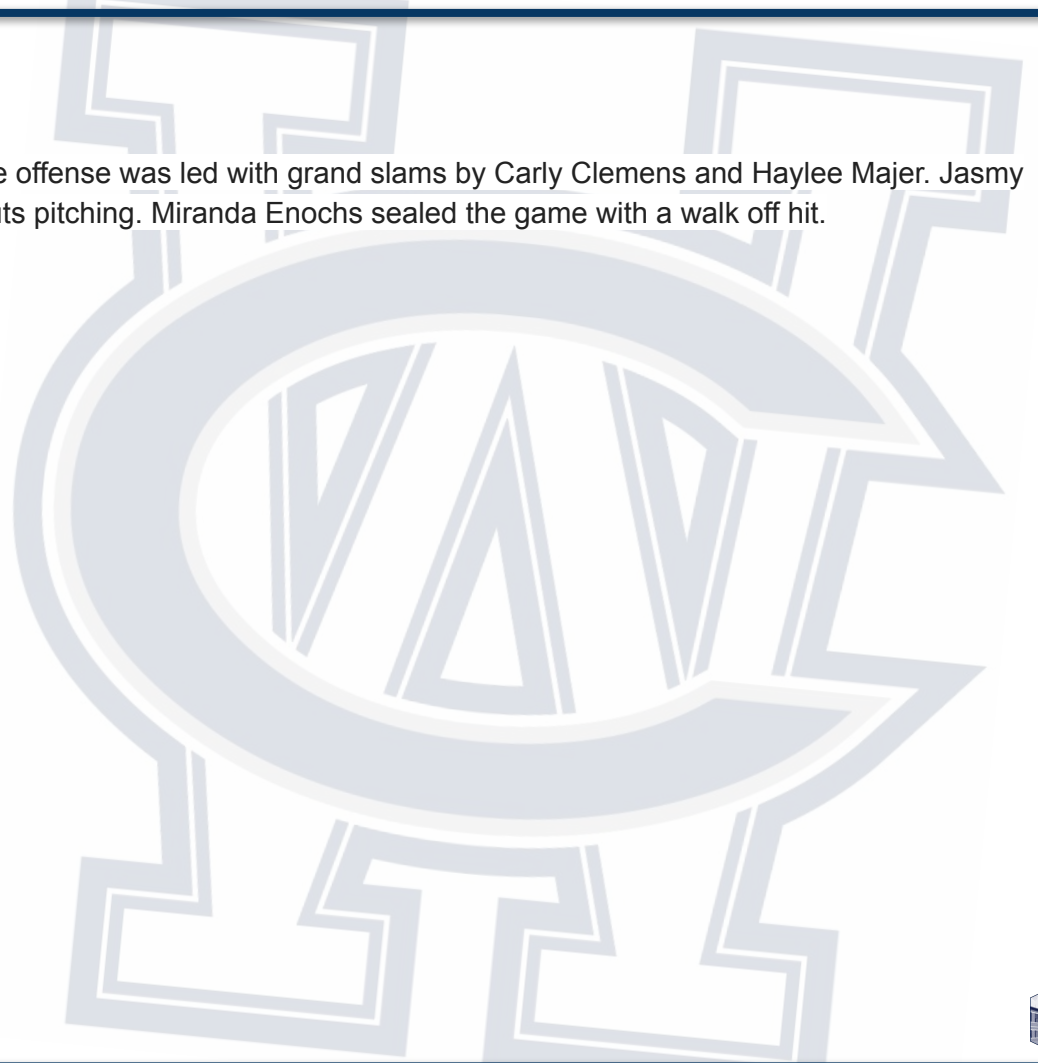 offense was led with grand slams by Carly Clemens and Haylee Majer. Jasmy
pitching. Miranda Enochs sealed the game with a walk off hit.